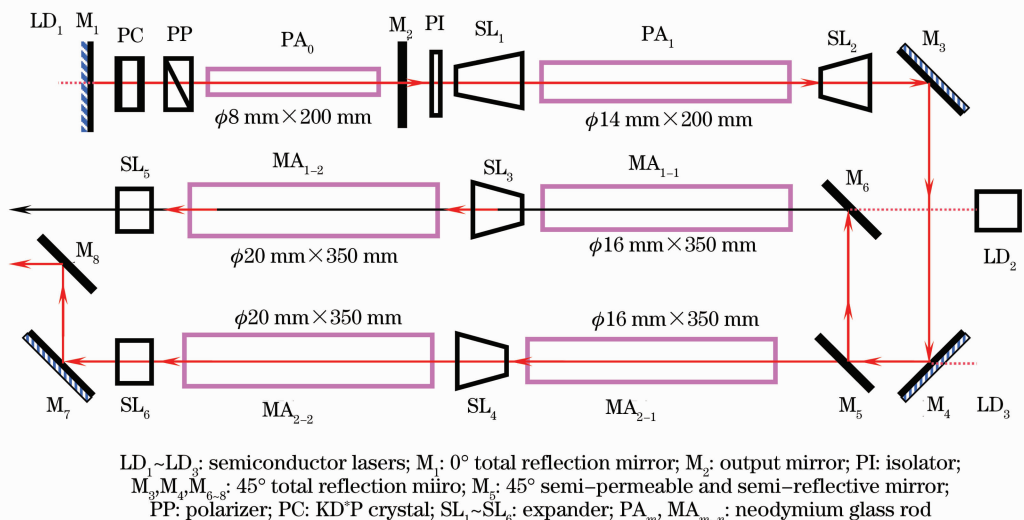 LD₁ M₁ PC PP PA₀ M₂ PI SL₁ PA₁ SL₂ M₃
ϕ8 mm×200 mm ϕ14 mm×200 mm
SL₅ MA₁₋₂ SL₃ MA₁₋₁ M₆
ϕ20 mm×350 mm ϕ16 mm×350 mm LD₂
M₈
ϕ20 mm×350 mm ϕ16 mm×350 mm
M₇ SL₆ MA₂₋₂ SL₄ MA₂₋₁ M₅ M₄ LD₃
LD₁~LD₃: semiconductor lasers; M₁: 0° total reflection mirror; M₂: output mirror; PI: isolator;
M₃,M₄,M₆₋₈: 45° total reflection miiro; M₅: 45° semi-permeable and semi-reflective mirror;
PP: polarizer; PC: KD*P crystal; SL₁~SL₆: expander; PAₘ, MAₘ₋ₙ: neodymium glass rod